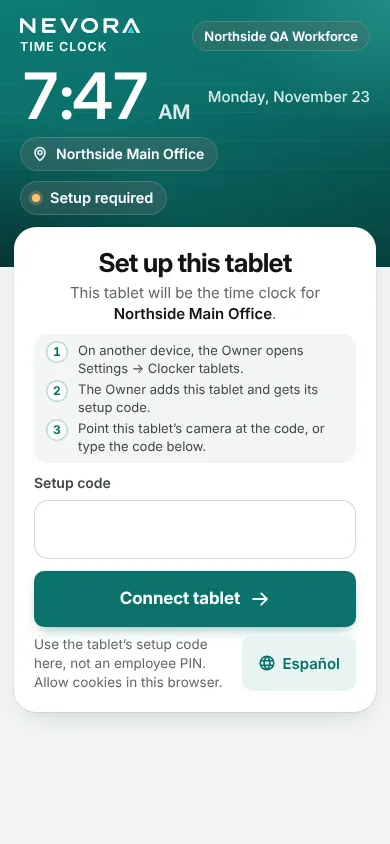 NEVORA
TIME CLOCK
Northside QA Workforce
7:47 AM
Monday, November 23
Northside Main Office
Setup required
Set up this tablet
This tablet will be the time clock for
Northside Main Office.
1 On another device, the Owner opens
Settings → Clocker tablets.
2 The Owner adds this tablet and gets its
setup code.
3 Point this tablet’s camera at the code, or
type the code below.
Setup code
Connect tablet →
Use the tablet’s setup code
here, not an employee PIN.
Allow cookies in this browser.
Español